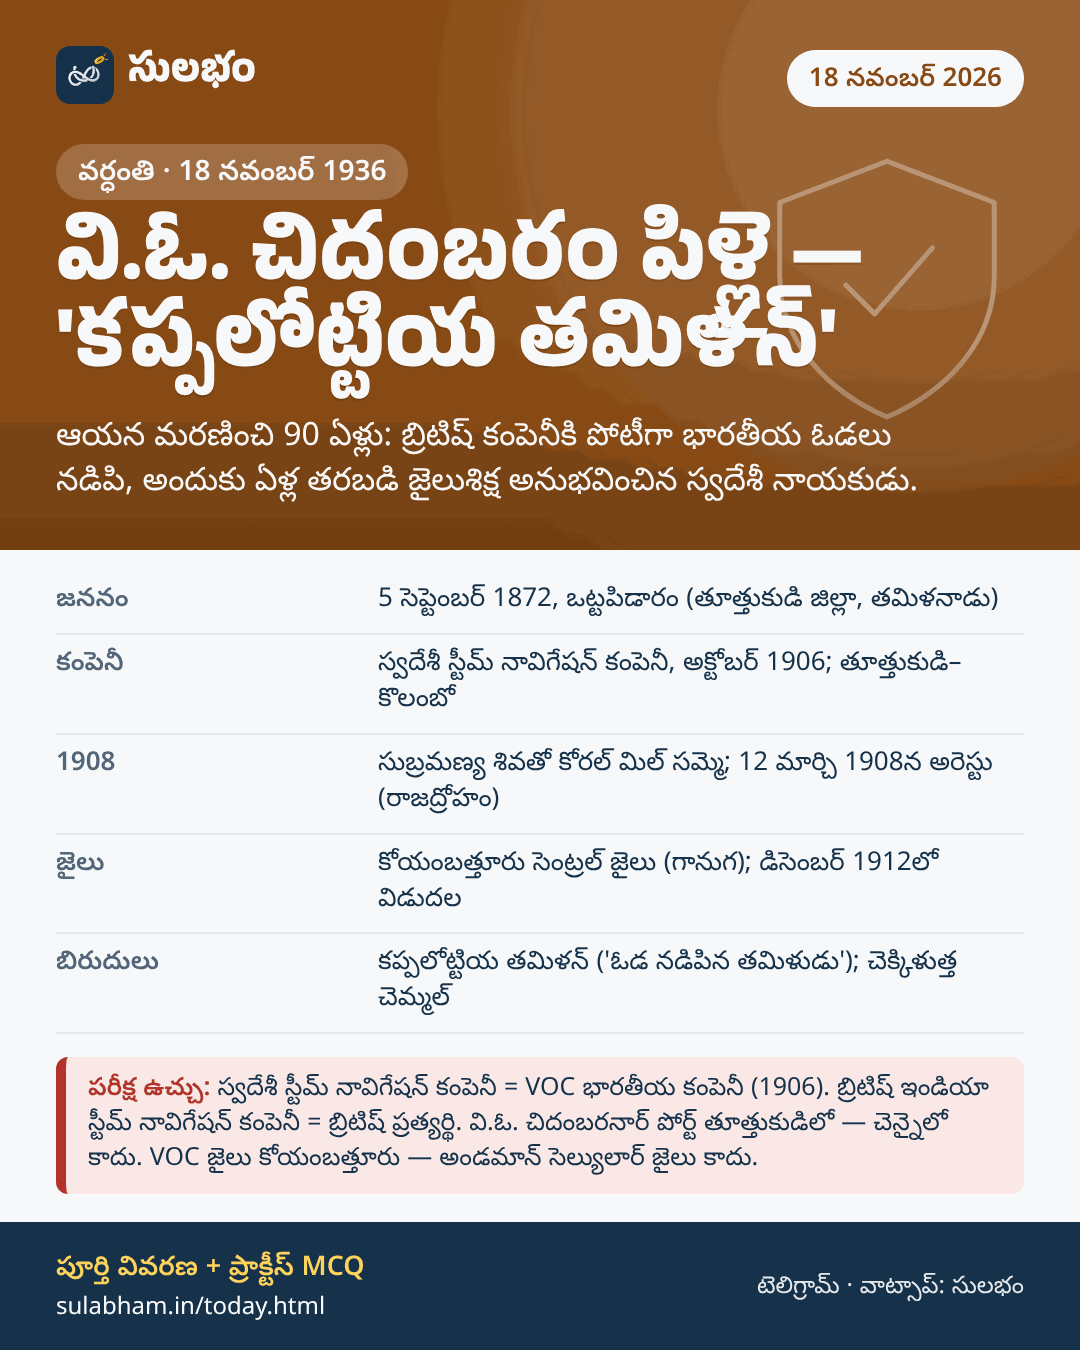 సులభం
18 నవంబర్ 2026
వర్ధంతి · 18 నవంబర్ 1936
వి.ఓ. చిదంబరం పిళ్లై —
'కప్పలోట్టియ తమిళన్'
ఆయన మరణించి 90 ఏళ్లు: బ్రిటిష్ కంపెనీకి పోటీగా భారతీయ ఓడలు
నడిపి, అందుకు ఏళ్ల తరబడి జైలుశిక్ష అనుభవించిన స్వదేశీ నాయకుడు.
జననం
5 సెప్టెంబర్ 1872, ఒట్టపిడారం (తూత్తుకుడి జిల్లా, తమిళనాడు)
కంపెనీ
స్వదేశీ స్టీమ్ నావిగేషన్ కంపెనీ, అక్టోబర్ 1906; తూత్తుకుడి–
కొలంబో
1908
సుబ్రమణ్య శివతో కోరల్ మిల్ సమ్మె; 12 మార్చి 1908న అరెస్టు
(రాజద్రోహం)
జైలు
కోయంబత్తూరు సెంట్రల్ జైలు (గానుగ); డిసెంబర్ 1912లో
విడుదల
బిరుదులు
కప్పలోట్టియ తమిళన్ ('ఓడ నడిపిన తమిళుడు'); చెక్కిళుత్త
చెమ్మల్
పరీక్ష ఉచ్చు: స్వదేశీ స్టీమ్ నావిగేషన్ కంపెనీ = VOC భారతీయ కంపెనీ (1906). బ్రిటిష్ ఇండియా
స్టీమ్ నావిగేషన్ కంపెనీ = బ్రిటిష్ ప్రత్యర్థి. వి.ఓ. చిదంబరనార్ పోర్ట్ తూత్తుకుడిలో — చెన్నైలో
కాదు. VOC జైలు కోయంబత్తూరు — అండమాన్ సెల్యులార్ జైలు కాదు.
పూర్తి వివరణ + ప్రాక్టీస్ MCQ
sulabham.in/today.html
టెలిగ్రామ్ · వాట్సాప్: సులభం